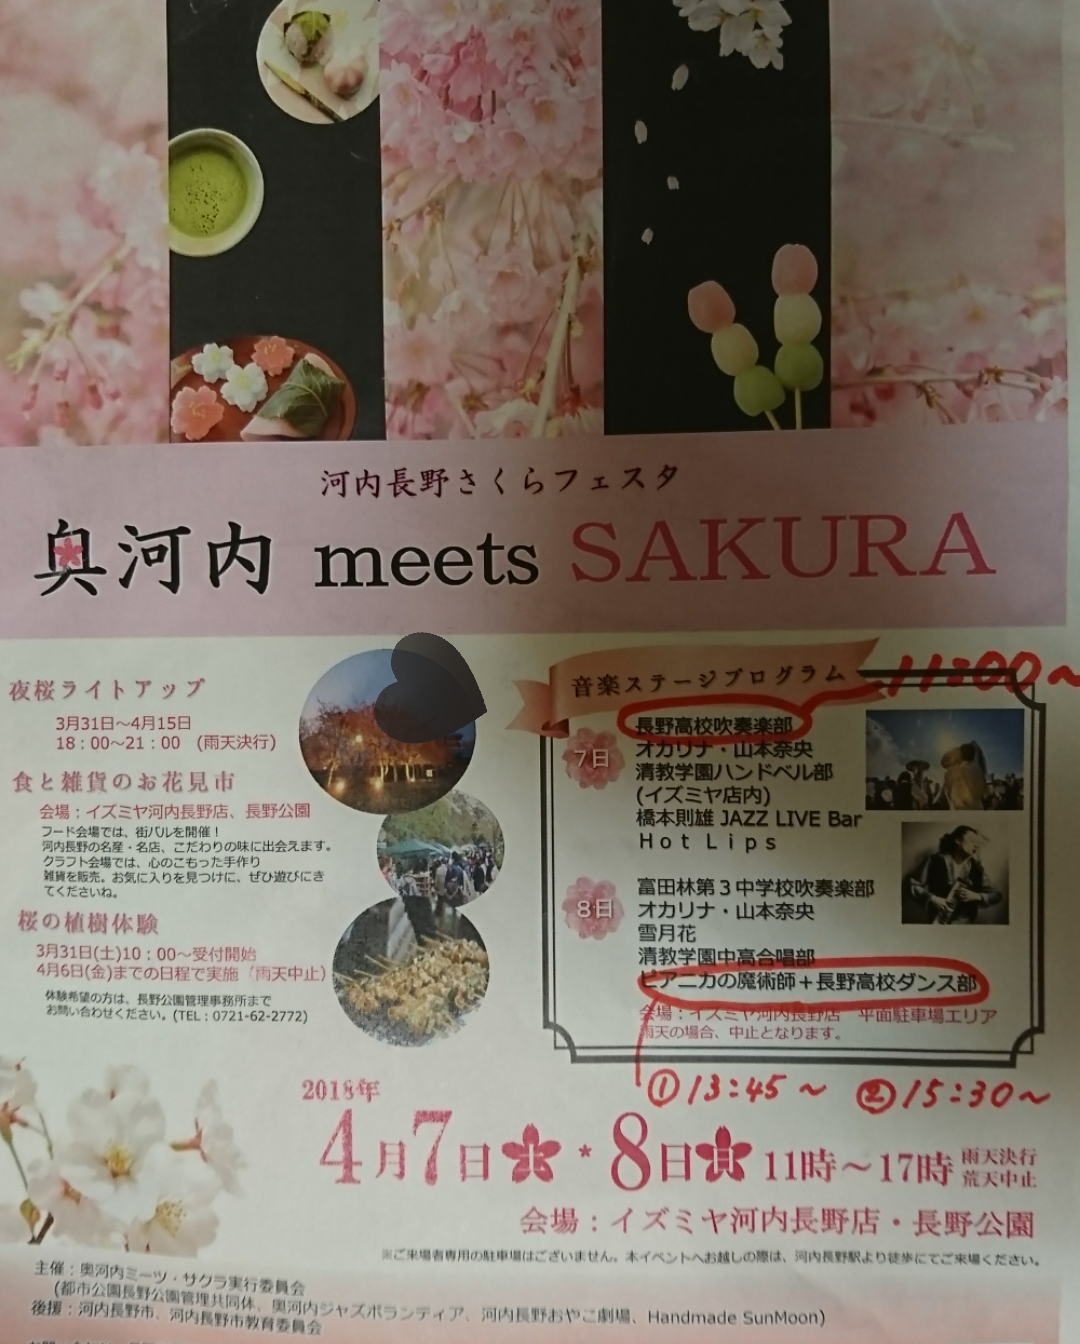 河内長野さくらフェスタ
奥河内 meets SAKURA
夜桜ライトアップ
3月31日～4月15日
18：00～21：00　(雨天決行)
食と雑貨のお花見市
会場：イズミヤ河内長野店、長野公園
フード会場では、街バルを開催！
河内長野の名産・名店、こだわりの味に出会えます。
クラフト会場では、心のこもった手作り
雑貨を販売。お気に入りを見つけに、ぜひ遊びにき
てくださいね。
桜の植樹体験
3月31日(土)10：00～受付開始
4月6日(金)までの日程で実施（雨天中止）
体験希望の方は、長野公園管理事務所まで
お問い合わせください。(TEL：0721-62-2772)
音楽ステージプログラム
11:00～
7日
長野高校吹奏楽部
オカリナ・山本奈央
清教学園ハンドベル部
(イズミヤ店内)
橋本則雄 JAZZ LIVE Bar
Hot Lips
8日
富田林第３中学校吹奏楽部
オカリナ・山本奈央
雪月花
清教学園中高合唱部
ピアニカの魔術師＋長野高校ダンス部
会場：イズミヤ河内長野店　平面駐車場エリア
雨天の場合、中止となります。
①13:45～ ②15:30～
2018年
4月7日土*8日日11時～17時 雨天決行
荒天中止
会場：イズミヤ河内長野店・長野公園
※ご来場者専用の駐車場はございません。本イベントへお越しの際は、河内長野駅より徒歩にてご来場ください。
主催：奥河内ミーツ・サクラ実行委員会
(都市公園長野公園管理共同体、奥河内ジャズボランティア、河内長野おやこ劇場、Handmade SunMoon)
後援：河内長野市、河内長野市教育委員会